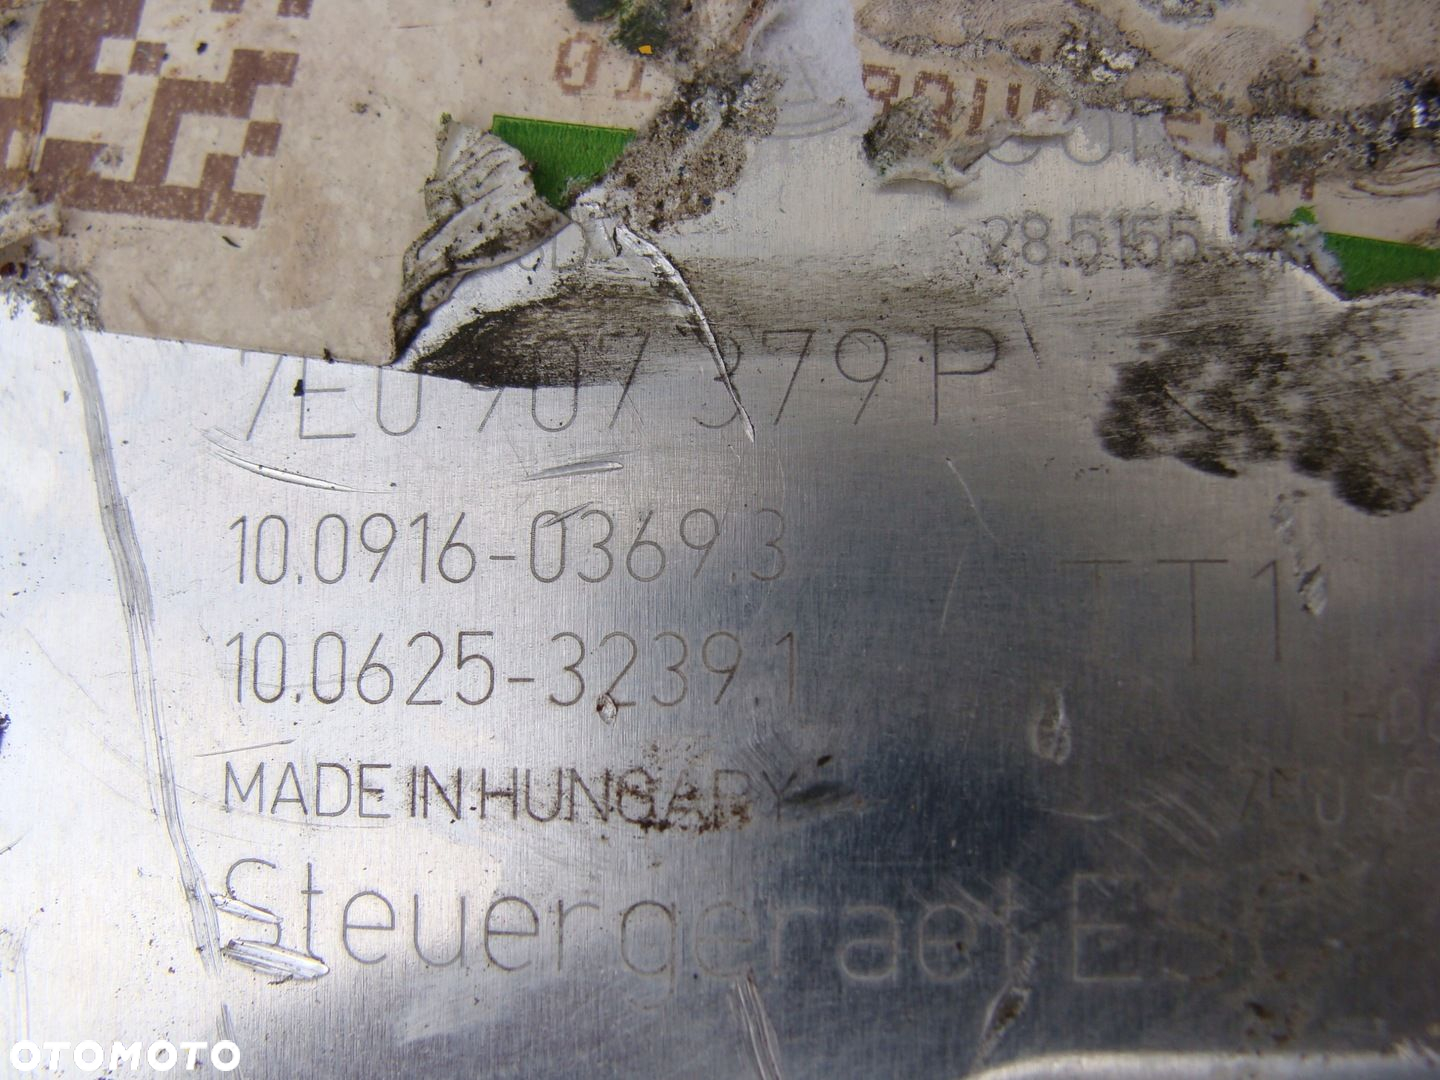 28.5155
7E0 907 379 P
10.0916-0369.3
10.0625-3239.1
TT1
MADE IN HUNGARY
Steuergeraet ESC
OTOMOTO